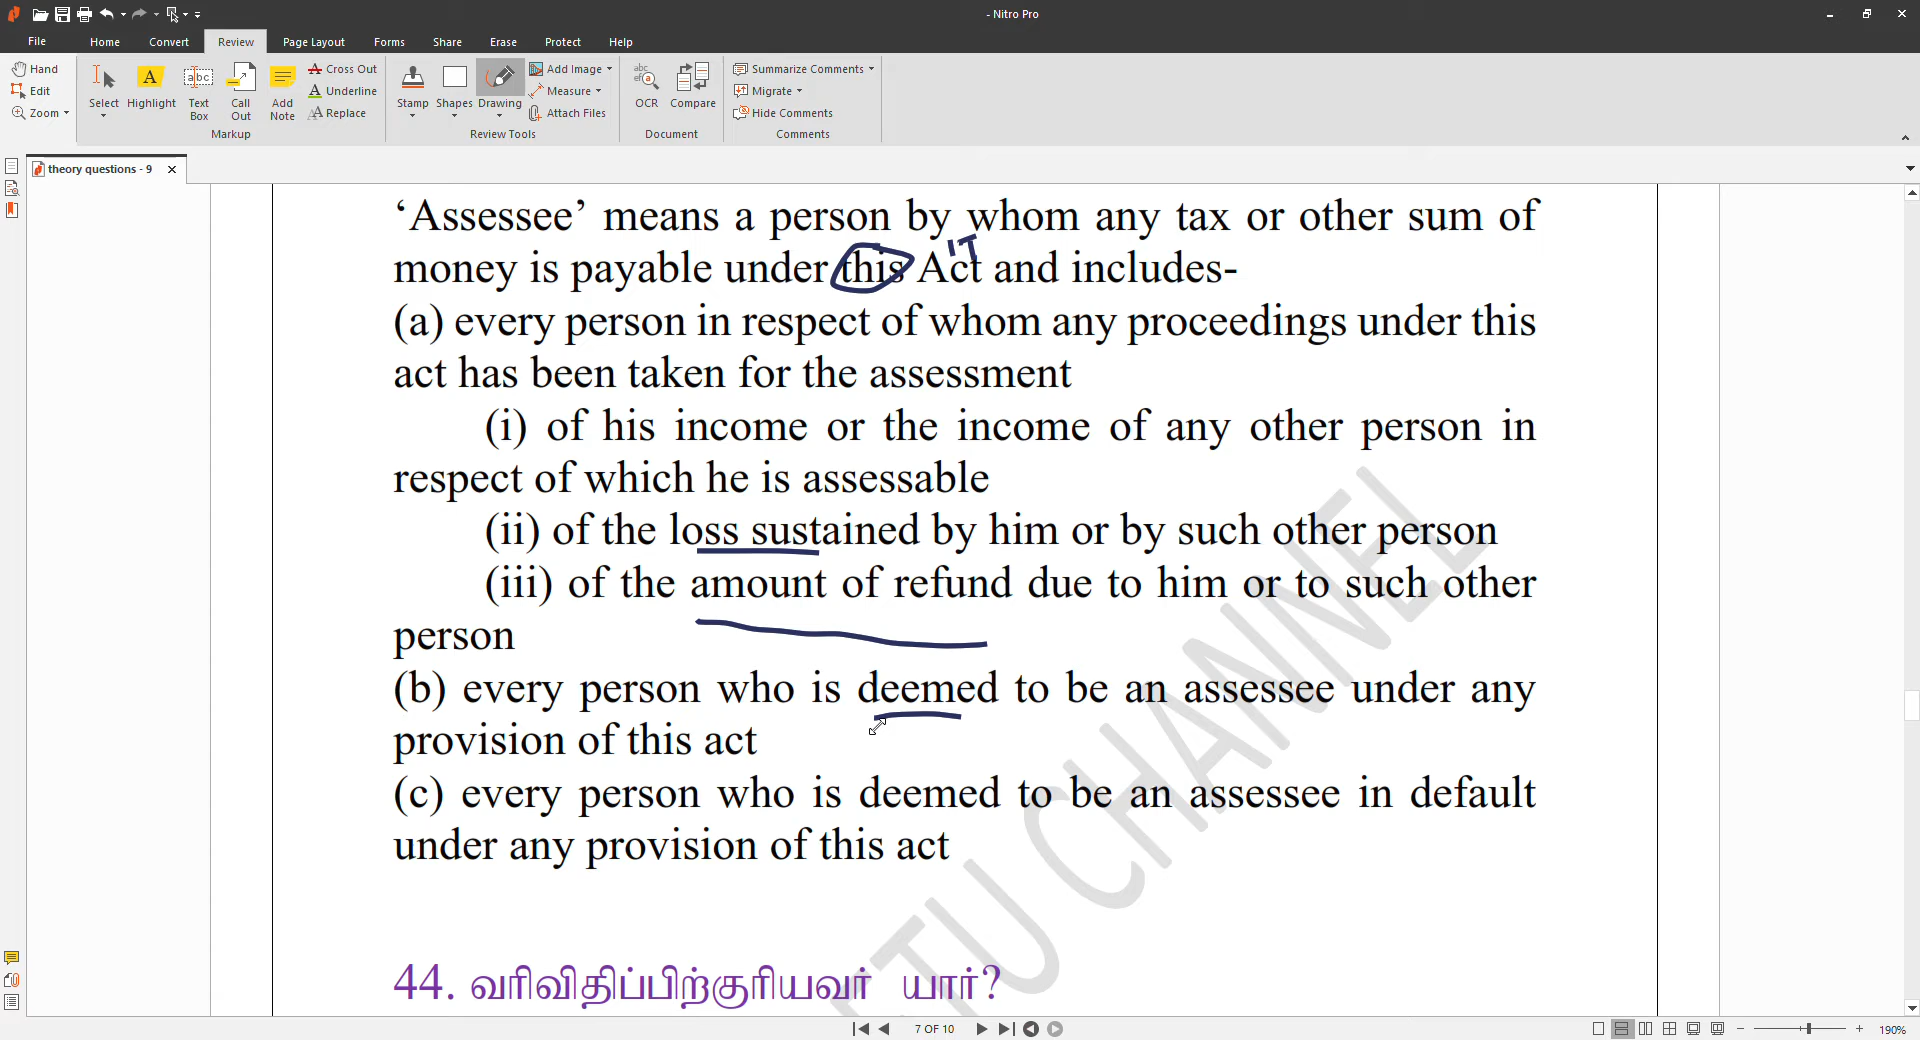 - Nitro Pro
File Home Convert Review Page Layout Forms Share Erase Protect Help
Hand
Edit
Zoom
Select
Highlight
Text Box
Call Out
Add Note
Cross Out
Underline
Replace
Markup
Stamp
Shapes
Drawing
Add Image
Measure
Attach Files
Review Tools
OCR
Compare
Document
Summarize Comments
Migrate
Hide Comments
Comments
theory questions - 9
‘Assessee’ means a person by whom any tax or other sum of
IT
money is payable under this Act and includes-
(a) every person in respect of whom any proceedings under this
act has been taken for the assessment
(i) of his income or the income of any other person in
respect of which he is assessable
(ii) of the loss sustained by him or by such other person
(iii) of the amount of refund due to him or to such other
person
(b) every person who is deemed to be an assessee under any
provision of this act
(c) every person who is deemed to be an assessee in default
under any provision of this act
TU CHANNEL
44. வரிவிதிப்பிற்குரியவர் யார்?
7 OF 10
190%